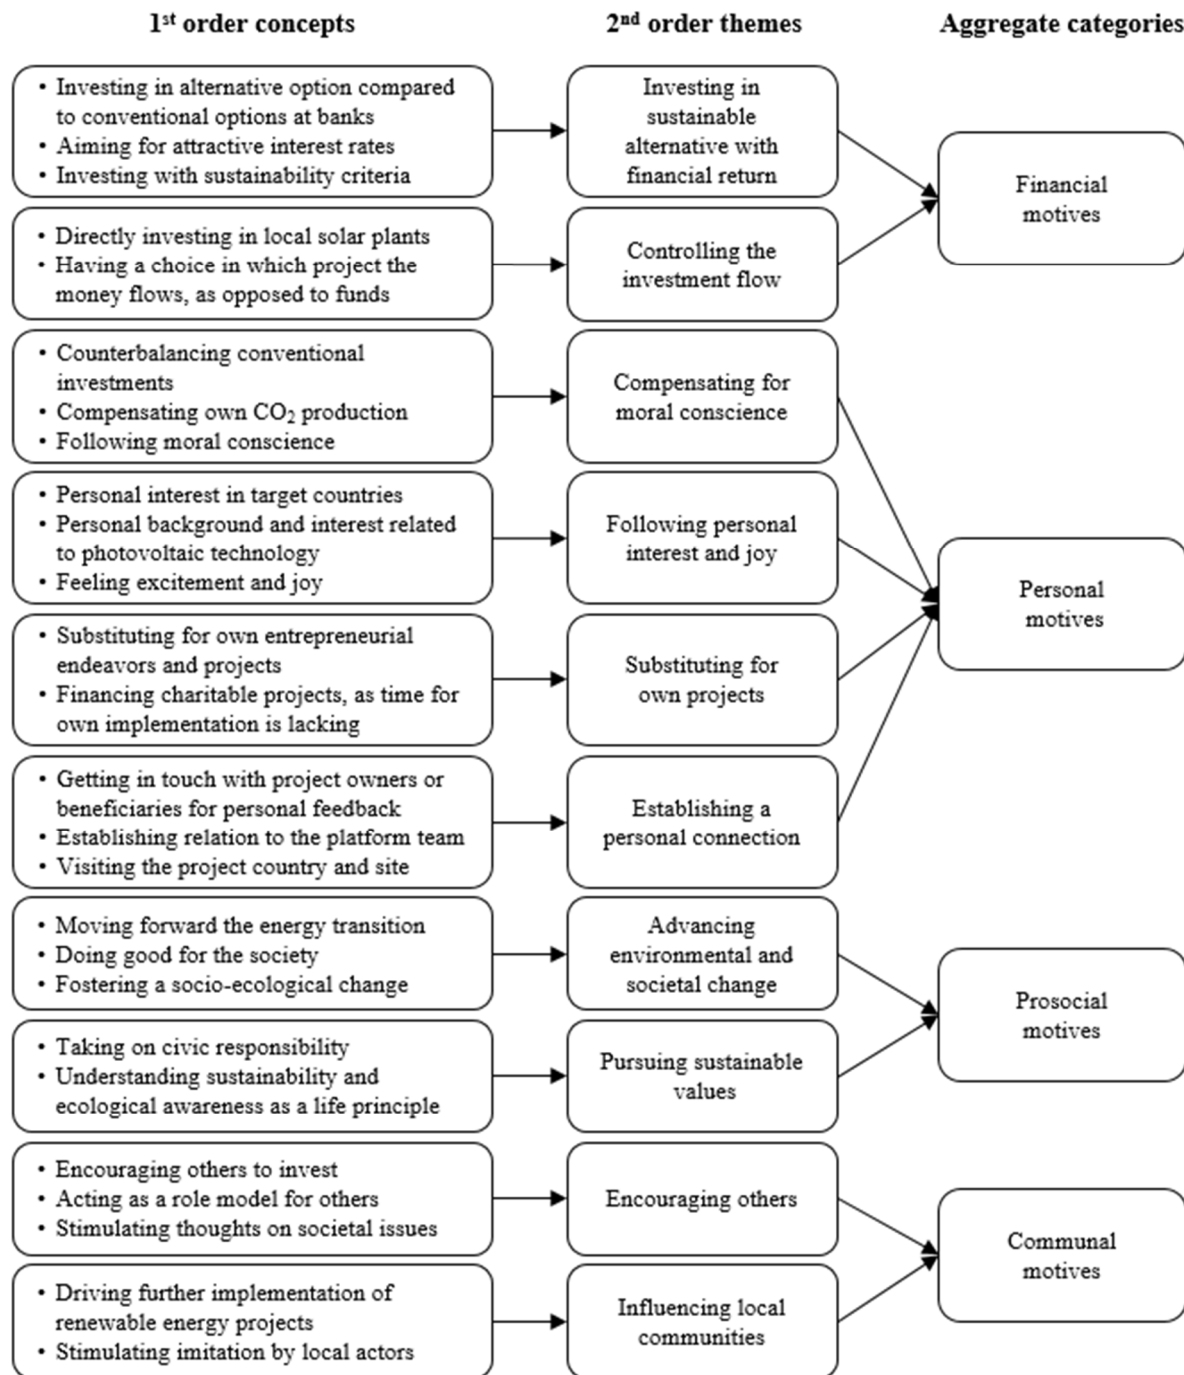 1st order concepts
2nd order themes
Aggregate categories
• Investing in alternative option compared
to conventional options at banks
• Aiming for attractive interest rates
• Investing with sustainability criteria
Investing in
sustainable
alternative with
financial return
• Directly investing in local solar plants
• Having a choice in which project the
money flows, as opposed to funds
Controlling the
investment flow
Financial
motives
• Counterbalancing conventional
investments
• Compensating own CO₂ production
• Following moral conscience
Compensating for
moral conscience
• Personal interest in target countries
• Personal background and interest related
to photovoltaic technology
• Feeling excitement and joy
Following personal
interest and joy
• Substituting for own entrepreneurial
endeavors and projects
• Financing charitable projects, as time for
own implementation is lacking
Substituting for
own projects
• Getting in touch with project owners or
beneficiaries for personal feedback
• Establishing relation to the platform team
• Visiting the project country and site
Establishing a
personal connection
Personal
motives
• Moving forward the energy transition
• Doing good for the society
• Fostering a socio-ecological change
Advancing
environmental and
societal change
• Taking on civic responsibility
• Understanding sustainability and
ecological awareness as a life principle
Pursuing sustainable
values
Prosocial
motives
• Encouraging others to invest
• Acting as a role model for others
• Stimulating thoughts on societal issues
Encouraging others
• Driving further implementation of
renewable energy projects
• Stimulating imitation by local actors
Influencing local
communities
Communal
motives